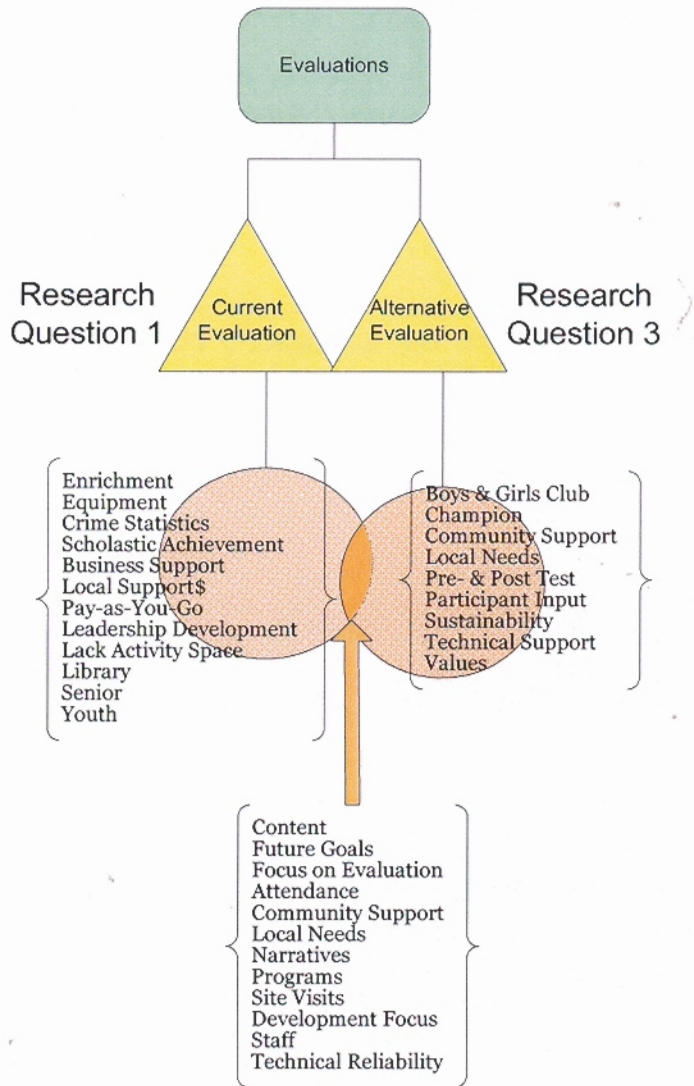 Evaluations
Research
Question 1
Current
Evaluation
Alternative
Evaluation
Research
Question 3
Enrichment
Equipment
Crime Statistics
Scholastic Achievement
Business Support
Local Support$
Pay-as-You-Go
Leadership Development
Lack Activity Space
Library
Senior
Youth
Boys & Girls Club
Champion
Community Support
Local Needs
Pre- & Post Test
Participant Input
Sustainability
Technical Support
Values
Content
Future Goals
Focus on Evaluation
Attendance
Community Support
Local Needs
Narratives
Programs
Site Visits
Development Focus
Staff
Technical Reliability